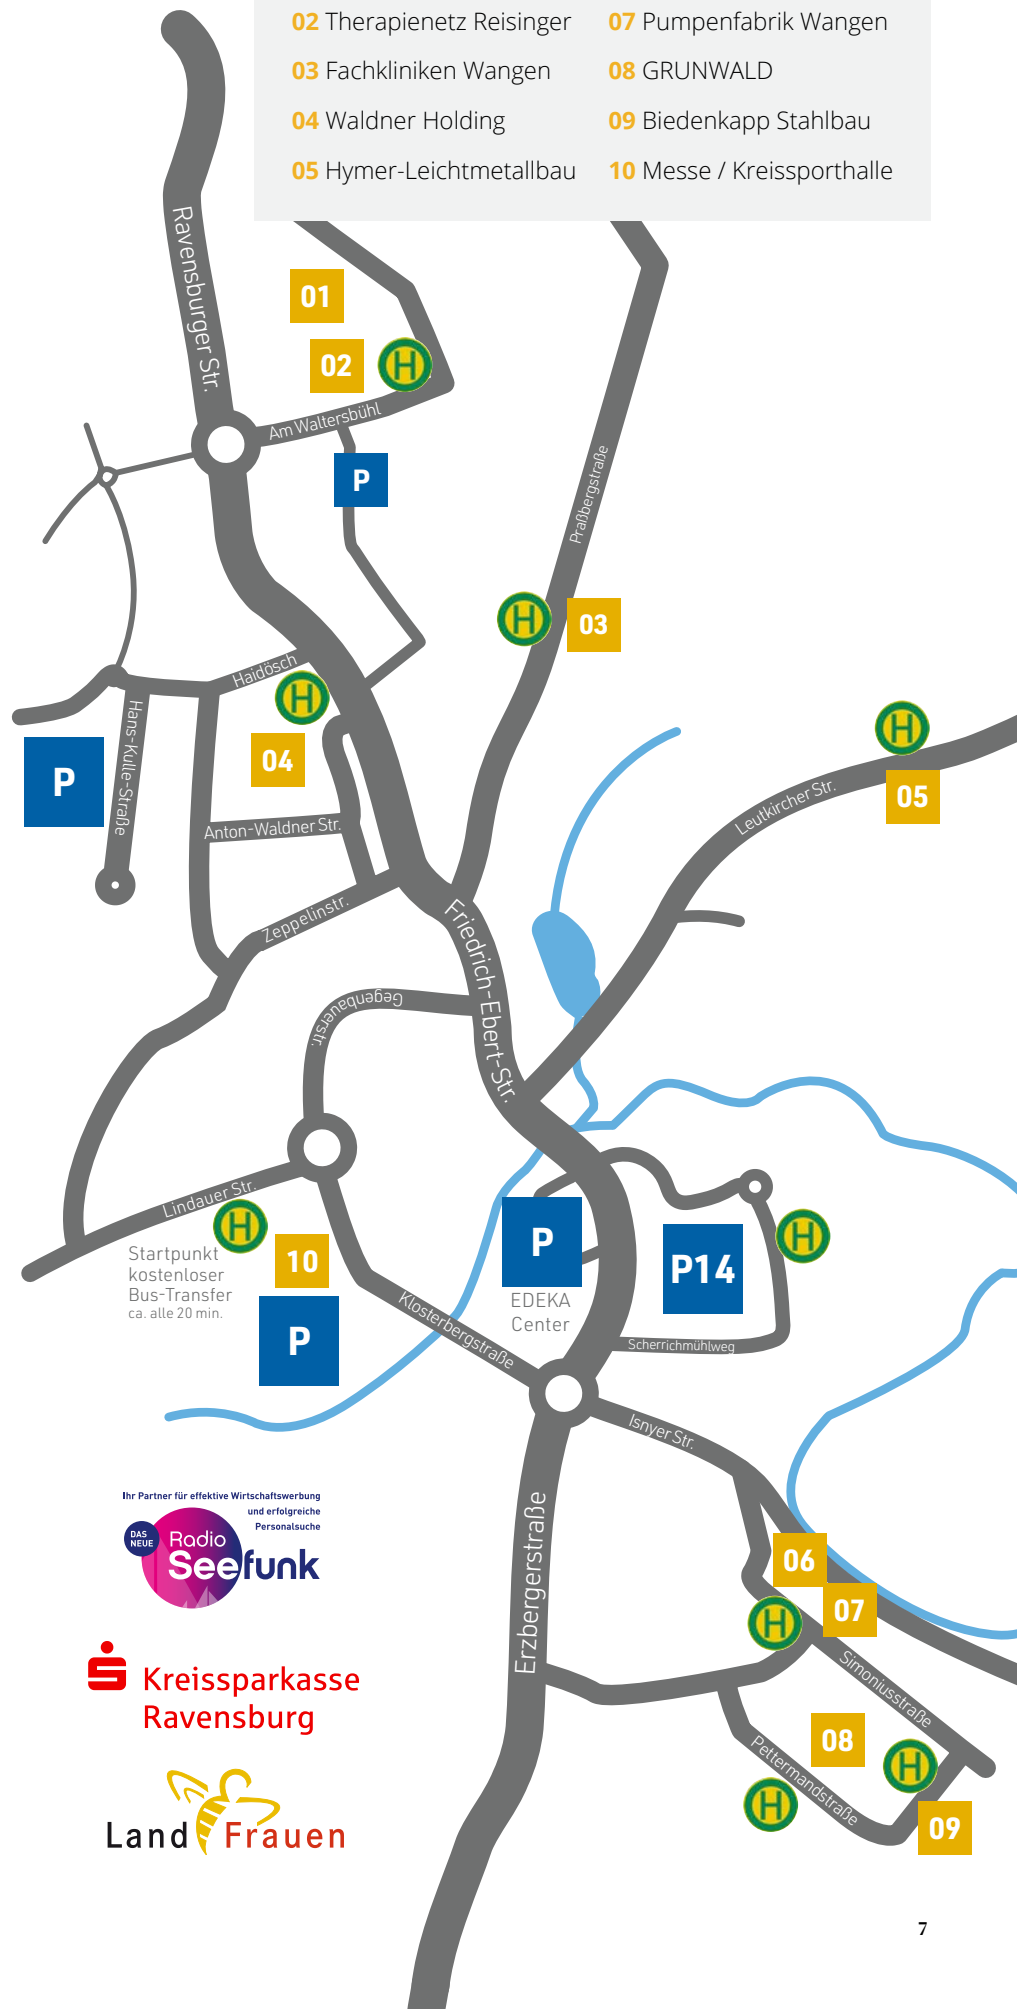 02 Therapienetz Reisinger
03 Fachkliniken Wangen
04 Waldner Holding
05 Hymer-Leichtmetallbau
07 Pumpenfabrik Wangen
08 GRUNWALD
09 Biedenkapp Stahlbau
10 Messe / Kreissporthalle
Ravensburger Str.
01
02
H
Am Waltersbühl
P
Praßbergstraße
H
03
Haidösch
H
04
Hans-Kulle-Straße
P
Anton-Waldner Str.
Zeppelinstr.
H
05
Leutkircher Str.
Friedrich-Ebert-Str.
Gegenbauerstr.
Lindauer Str.
H
10
Startpunkt
kostenloser
Bus-Transfer
ca. alle 20 min.
P
Klosterbergstraße
P
EDEKA
Center
P14
H
Scherrichmühlweg
Isnyer Str.
Erzbergerstraße
06
07
H
Simoniusstraße
08
H
Pettermandstraße
H
09
Ihr Partner für effektive Wirtschaftswerbung
und erfolgreiche
Personalsuche
DAS
NEUE
Radio
Seefunk
Kreissparkasse
Ravensburg
Land Frauen
7